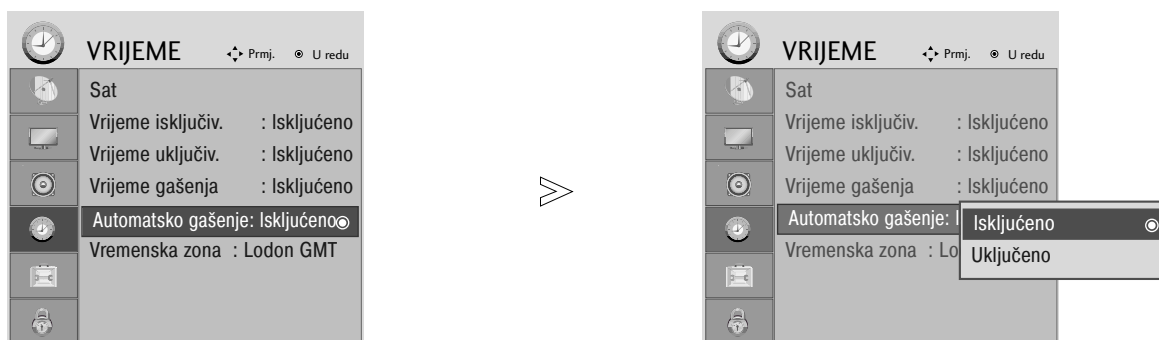 VRIJEME Prmj. U redu
Sat
Vrijeme isključiv. : Isključeno
Vrijeme uključiv. : Isključeno
Vrijeme gašenja : Isključeno
Automatsko gašenje: Isključeno
Vremenska zona : Lodon GMT
VRIJEME Prmj. U redu
Sat
Vrijeme isključiv. : Isključeno
Vrijeme uključiv. : Isključeno
Vrijeme gašenja : Isključeno
Automatsko gašenje: I
Vremenska zona : Lo
Isključeno
Uključeno